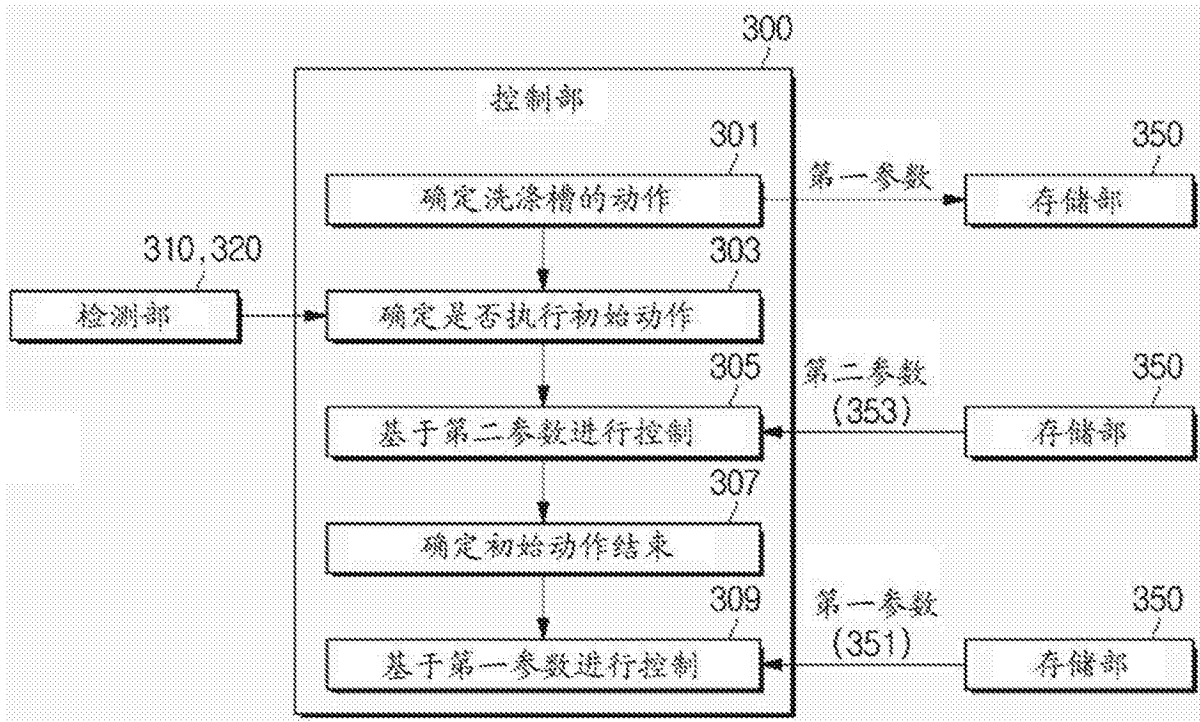 300
控制部
301
确定洗涤槽的动作
第一参数
350
存储部
310,320
检测部
303
确定是否执行初始动作
305
基于第二参数进行控制
第二参数
(353)
350
存储部
307
确定初始动作结束
309
基于第一参数进行控制
第一参数
(351)
350
存储部